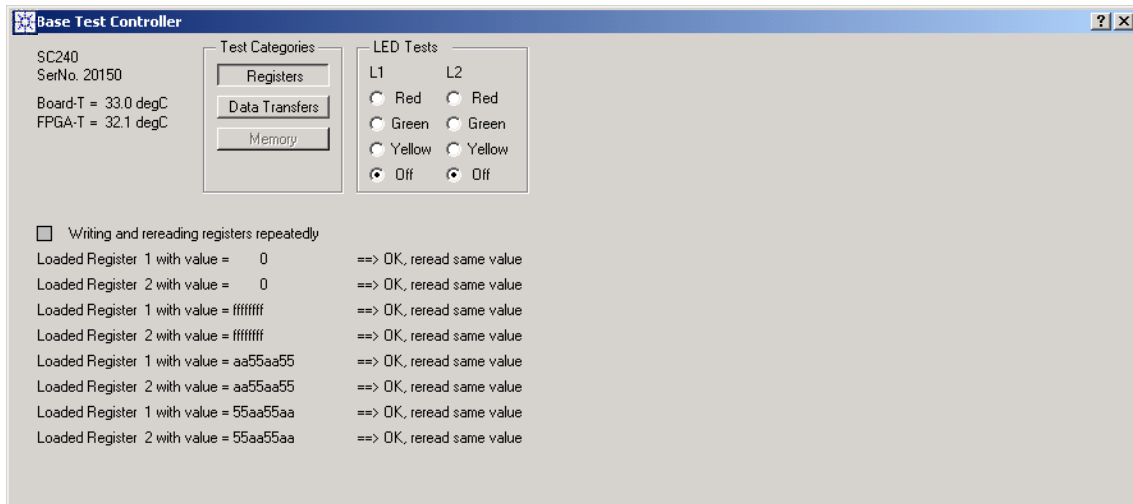 Base Test Controller
SC240
SerNo. 20150
Board-T = 33.0 degC
FPGA-T = 32.1 degC
Test Categories
Registers
Data Transfers
Memory
LED Tests
L1 L2
Red Red
Green Green
Yellow Yellow
Off Off
Writing and rereading registers repeatedly
Loaded Register 1 with value = 0 ==> OK, reread same value
Loaded Register 2 with value = 0 ==> OK, reread same value
Loaded Register 1 with value = ffffffff ==> OK, reread same value
Loaded Register 2 with value = ffffffff ==> OK, reread same value
Loaded Register 1 with value = aa55aa55 ==> OK, reread same value
Loaded Register 2 with value = aa55aa55 ==> OK, reread same value
Loaded Register 1 with value = 55aa55aa ==> OK, reread same value
Loaded Register 2 with value = 55aa55aa ==> OK, reread same value